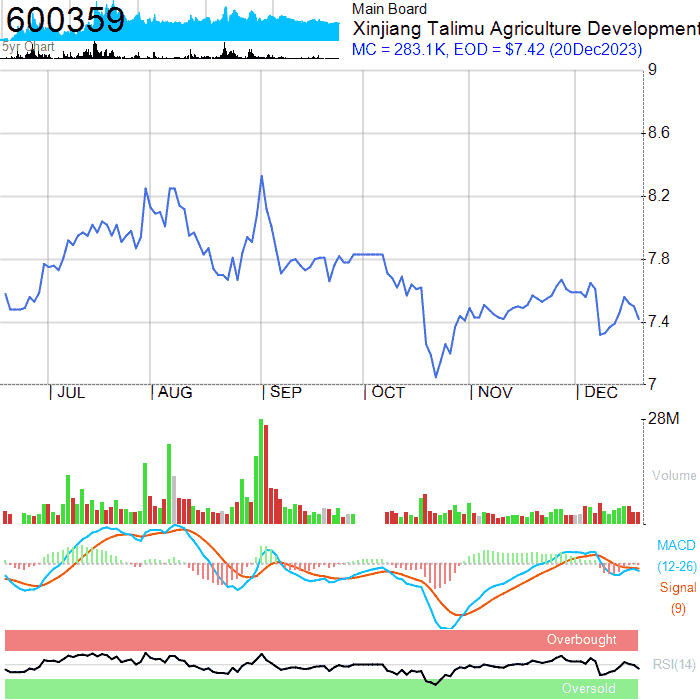 600359
5yr Chart
Main Board
Xinjiang Talimu Agriculture Development
MC = 283.1K, EOD = $7.42 (20Dec2023)
9
8.6
8.2
7.8
7.4
7
JUL AUG SEP OCT NOV DEC
28M
Volume
MACD
(12-26)
Signal
(9)
Overbought
RSI(14)
Oversold